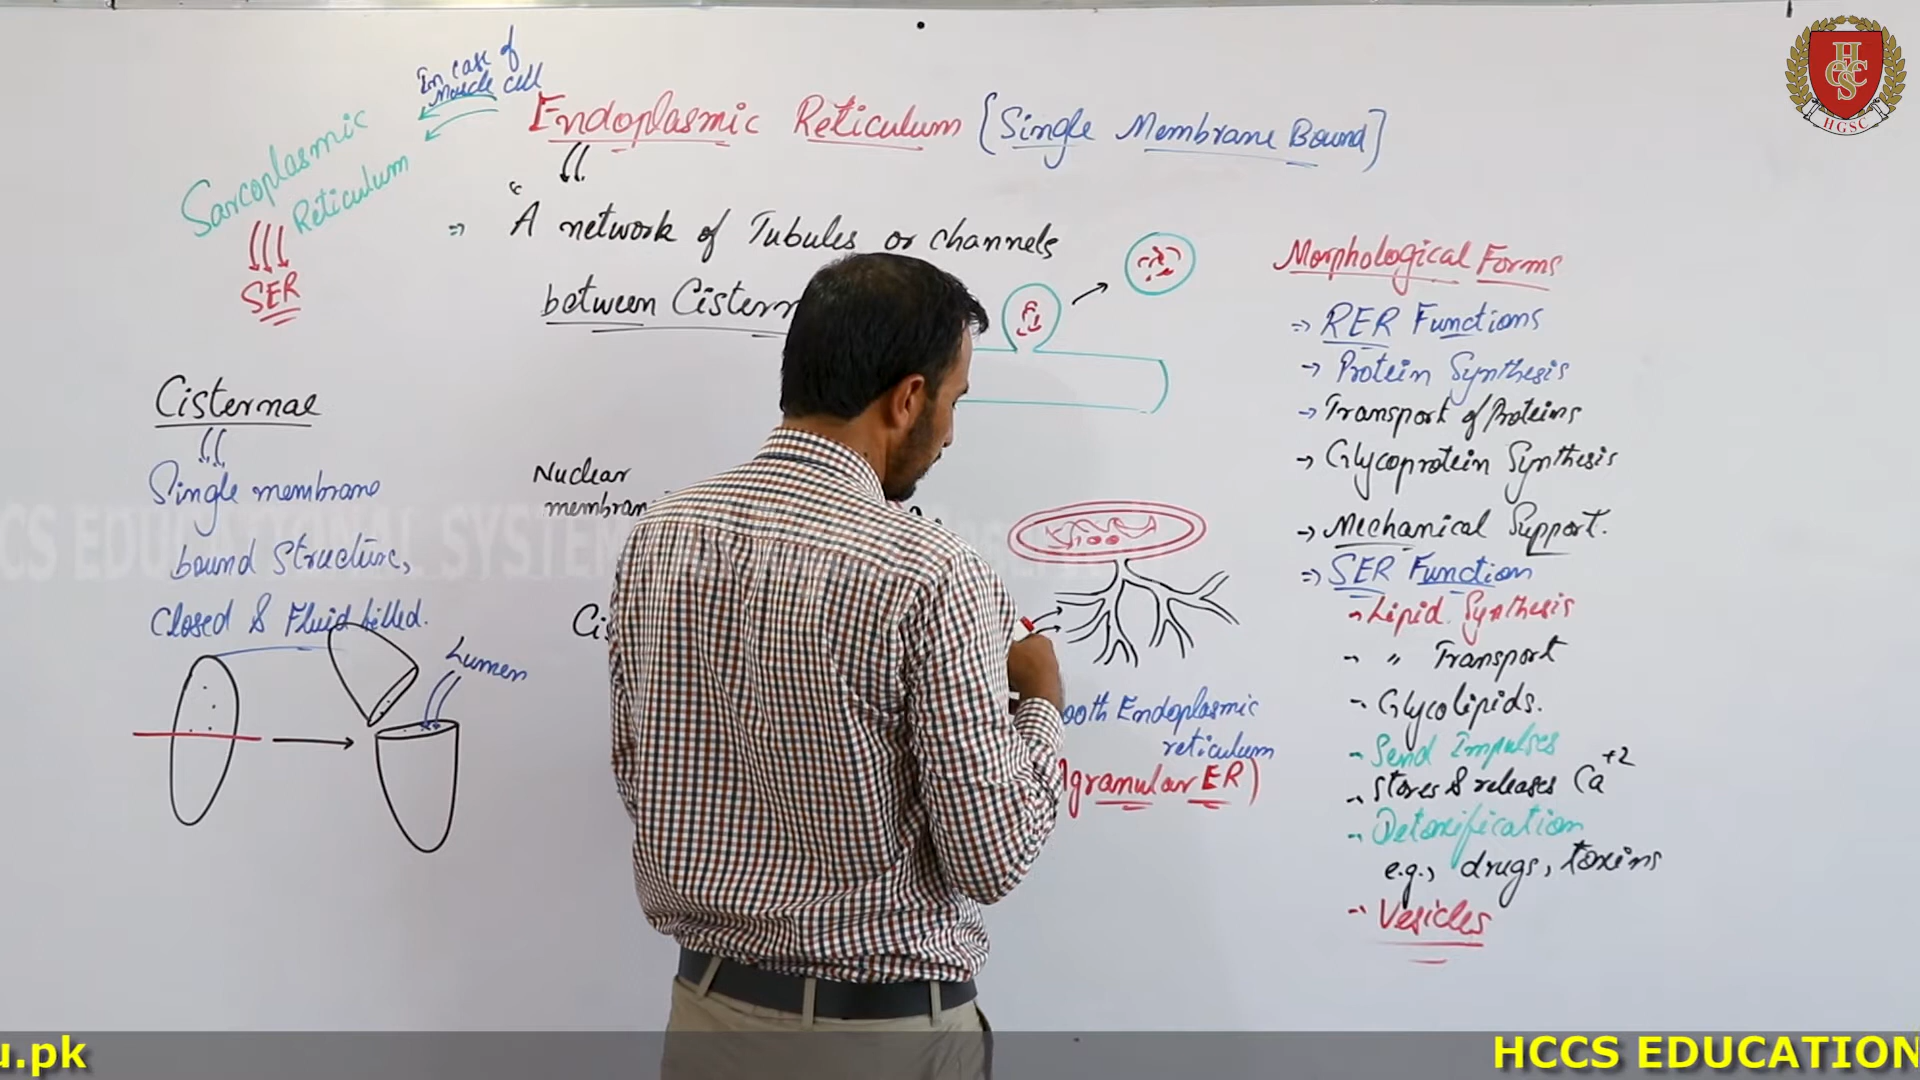 In case of
Muscle cell
Endoplasmic Reticulum {Single Membrane Bound]
Sarcoplasmic
Reticulum
SER
"A network of Tubules or channels
between
Cisternae
Single membrane
bound structure,
Closed & Fluid filled.
Lumen
Nuclear
Endoplasmic
reticulum
granular ER)
Morphological Forms
⇒ RER Functions
→ Protein Synthesis
→ Transport of Proteins
→ Glycoprotein Synthesis
→ Mechanical Support.
⇒ SER Function
→ Lipid Synthesis
- " Transport
- Glycolipids.
- Send Impulses
- Stores & releases Ca+2
- Detoxification
e.g., drugs, toxins
- Vesicles
HGSC
CS EDUCATIONAL SYSTEM
u.pk
HCCS EDUCATION